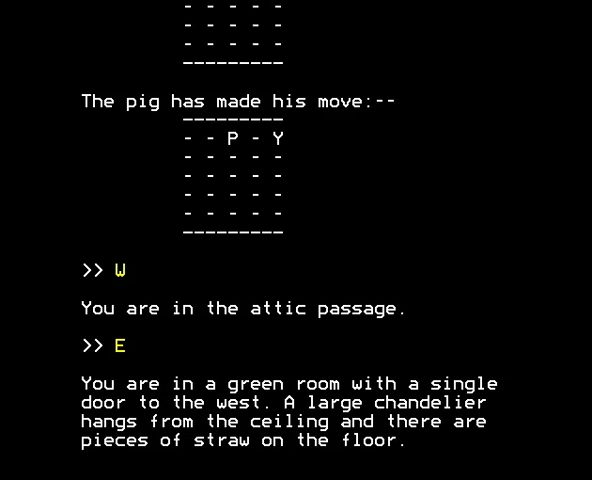 - - - - -
- - - - -
- - - - -
---------
The pig has made his move:--
---------
- - P - Y
- - - - -
- - - - -
- - - - -
- - - - -
---------
>> W
You are in the attic passage.
>> E
You are in a green room with a single
door to the west. A large chandelier
hangs from the ceiling and there are
pieces of straw on the floor.